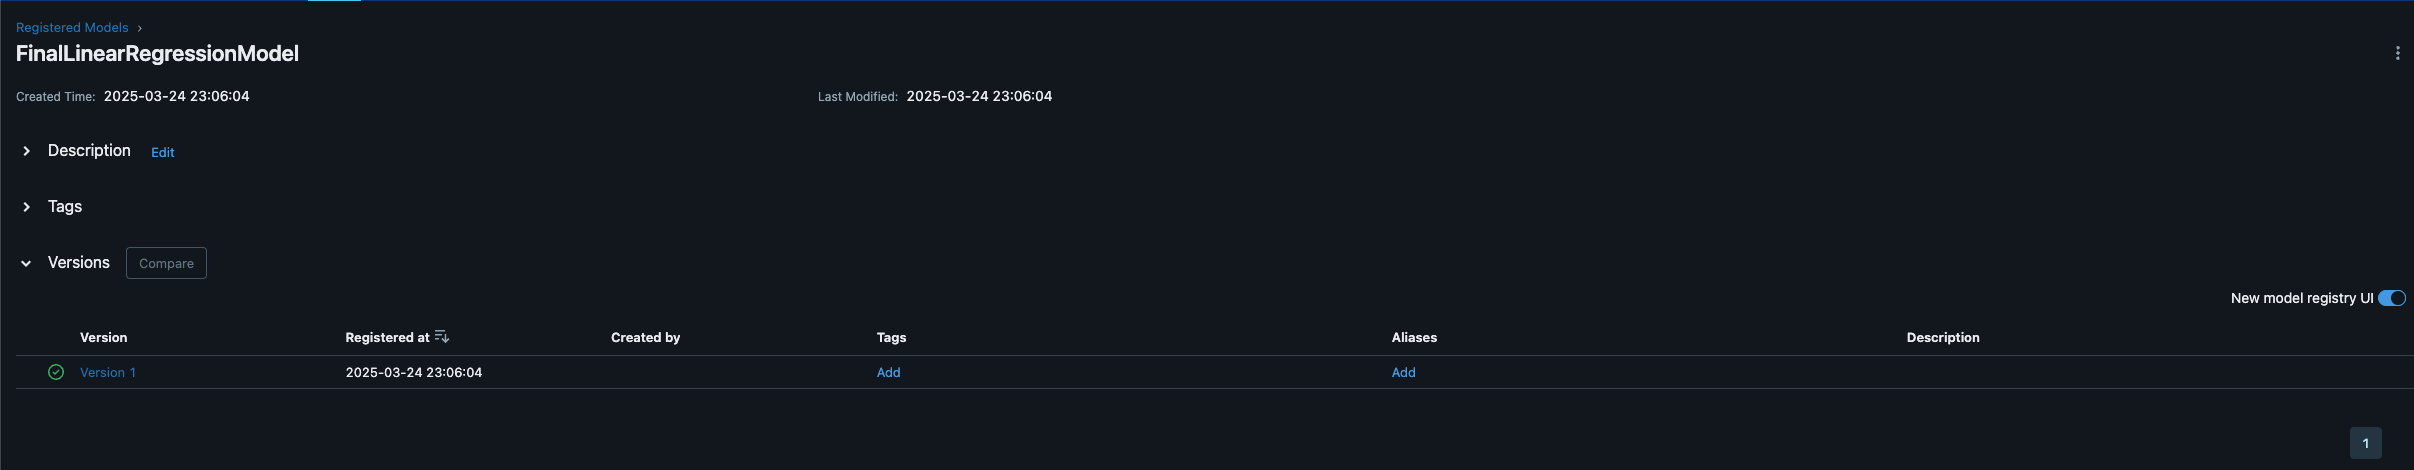 Registered Models ›
FinalLinearRegressionModel
Created Time: 2025-03-24 23:06:04 Last Modified: 2025-03-24 23:06:04
Description Edit
Tags
Versions Compare
New model registry UI
Version Registered at Created by Tags Aliases Description
Version 1 2025-03-24 23:06:04 Add Add
1